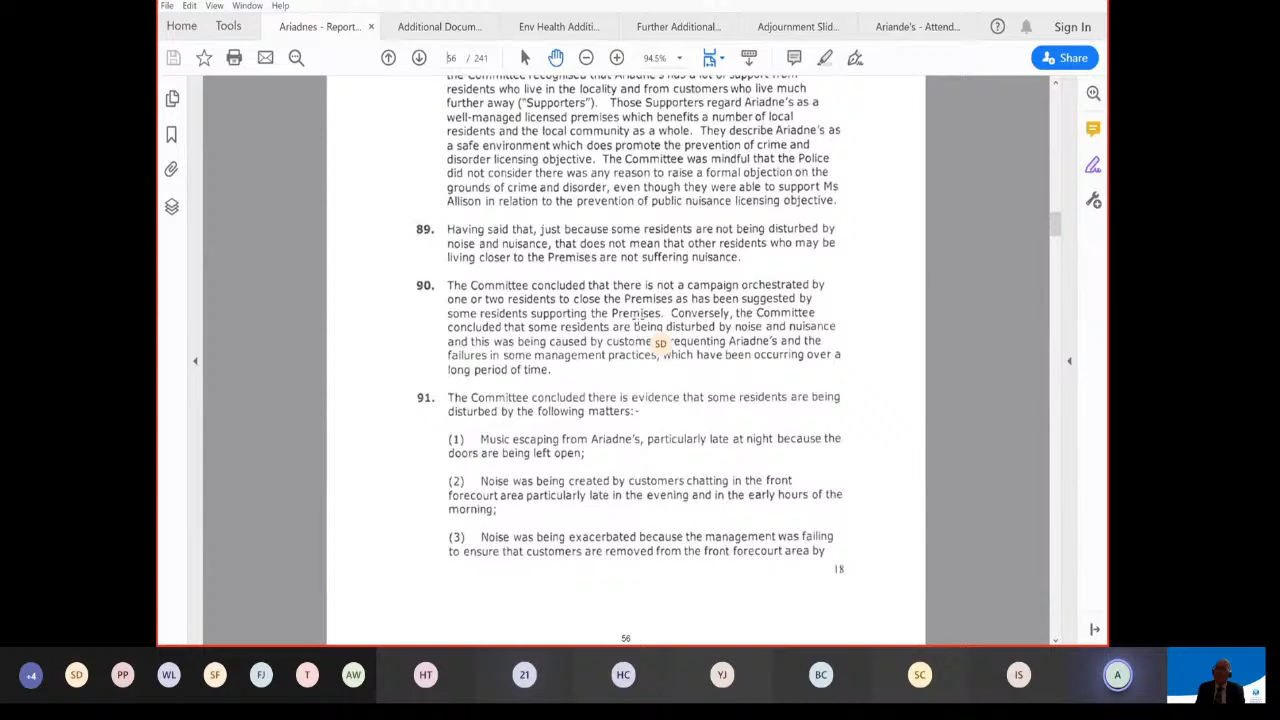 File Edit View Window Help
Home Tools Ariadnes - Report... × Additional Docum... Env Health Additi... Further Additional... Adjournment Slid... Ariande's - Attend... Sign In
56 / 241 94.5% Share
the Committee recognised that Ariadne's has a lot of support from
residents who live in the locality and from customers who live much
further away ("Supporters"). Those Supporters regard Ariadne's as a
well-managed licensed premises which benefits a number of local
residents and the local community as a whole. They describe Ariadne's as
a safe environment which does promote the prevention of crime and
disorder licensing objective. The Committee was mindful that the Police
did not consider there was any reason to raise a formal objection on the
grounds of crime and disorder, even though they were able to support Ms
Allison in relation to the prevention of public nuisance licensing objective.
89. Having said that, just because some residents are not being disturbed by
noise and nuisance, that does not mean that other residents who may be
living closer to the Premises are not suffering nuisance.
90. The Committee concluded that there is not a campaign orchestrated by
one or two residents to close the Premises as has been suggested by
some residents supporting the Premises. Conversely, the Committee
concluded that some residents are being disturbed by noise and nuisance
and this was being caused by custome SD requenting Ariadne's and the
failures in some management practices, which have been occurring over a
long period of time.
91. The Committee concluded there is evidence that some residents are being
disturbed by the following matters:-
(1) Music escaping from Ariadne's, particularly late at night because the
doors are being left open;
(2) Noise was being created by customers chatting in the front
forecourt area particularly late in the evening and in the early hours of the
morning;
(3) Noise was being exacerbated because the management was failing
to ensure that customers are removed from the front forecourt area by
18
56
+4 SD PP WL SF FJ T AW HT 21 HC YJ BC SC IS A